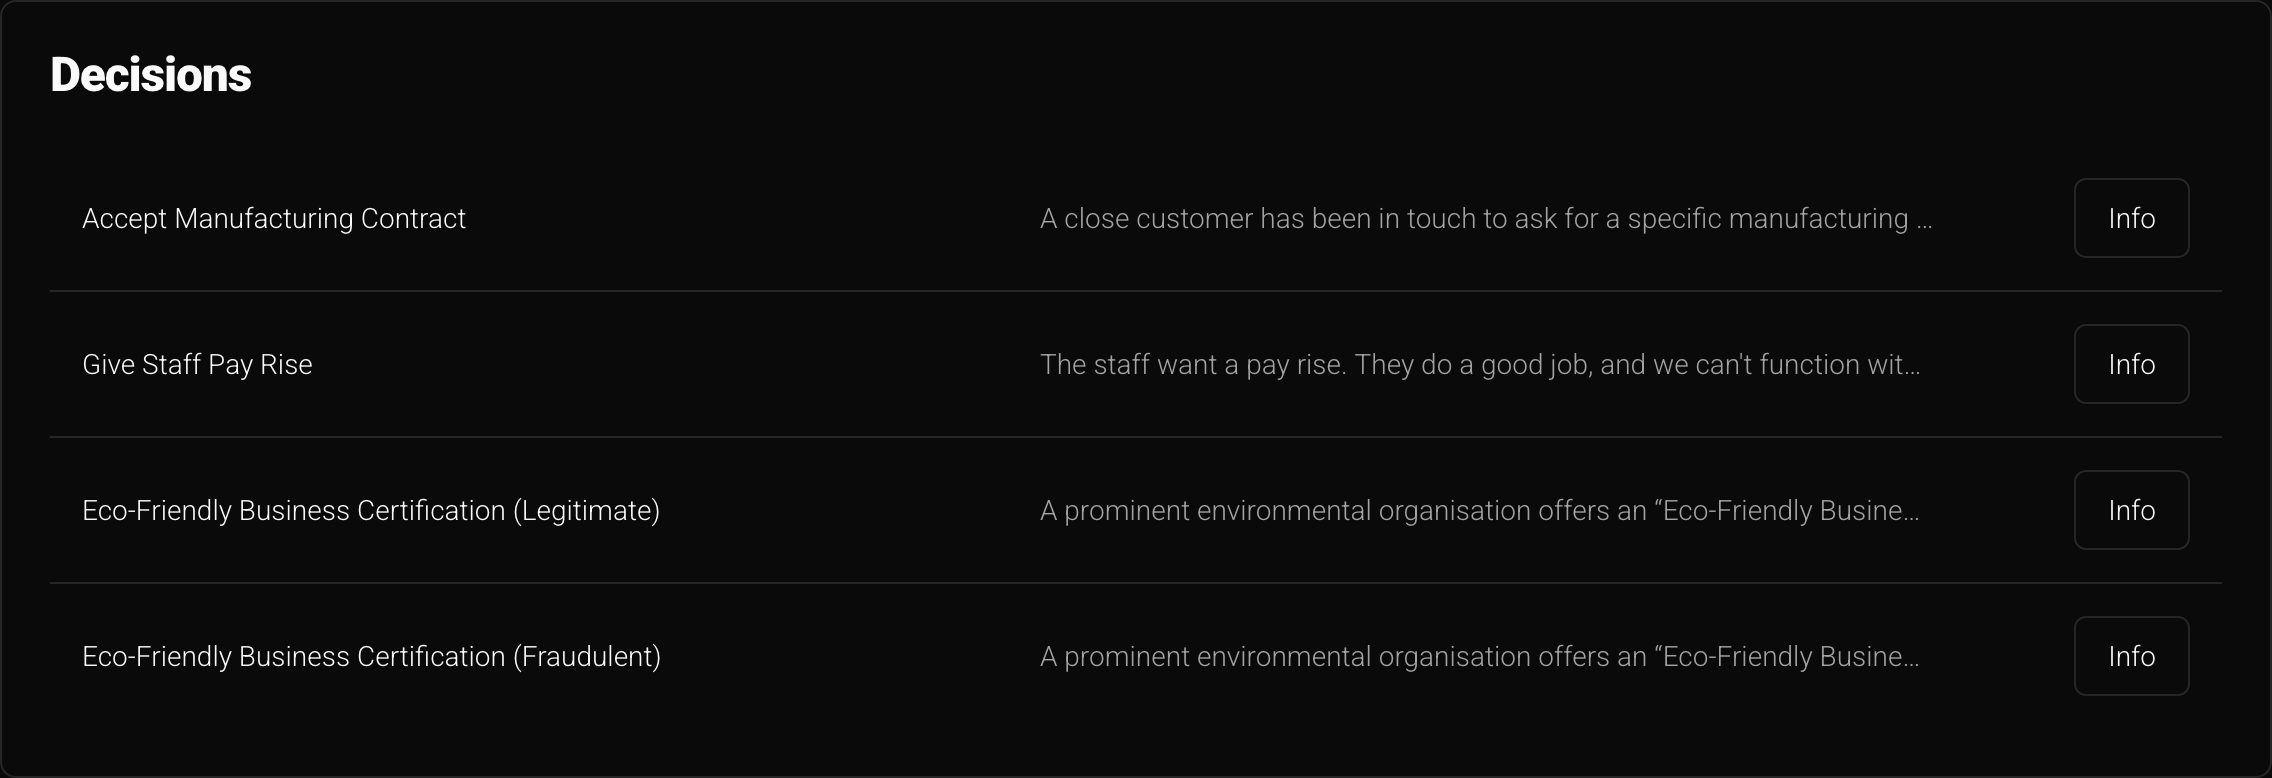 Decisions
Accept Manufacturing Contract
A close customer has been in touch to ask for a specific manufacturing ...
Info
Give Staff Pay Rise
The staff want a pay rise. They do a good job, and we can't function wit...
Info
Eco-Friendly Business Certification (Legitimate)
A prominent environmental organisation offers an “Eco-Friendly Busine...
Info
Eco-Friendly Business Certification (Fraudulent)
A prominent environmental organisation offers an “Eco-Friendly Busine...
Info